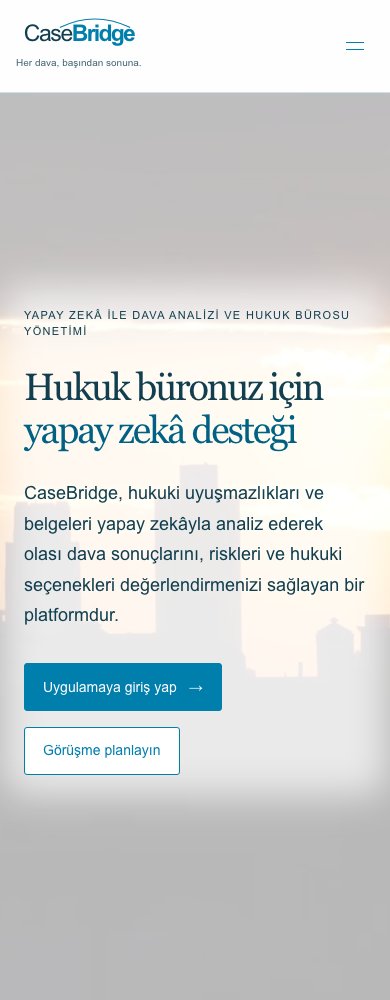 CaseBridge
Her dava, başından sonuna.
YAPAY ZEKÂ İLE DAVA ANALİZİ VE HUKUK BÜROSU
YÖNETİMİ
Hukuk büronuz için
yapay zekâ desteği
CaseBridge, hukuki uyuşmazlıkları ve
belgeleri yapay zekâyla analiz ederek
olası dava sonuçlarını, riskleri ve hukuki
seçenekleri değerlendirmenizi sağlayan bir
platformdur.
Uygulamaya giriş yap →
Görüşme planlayın